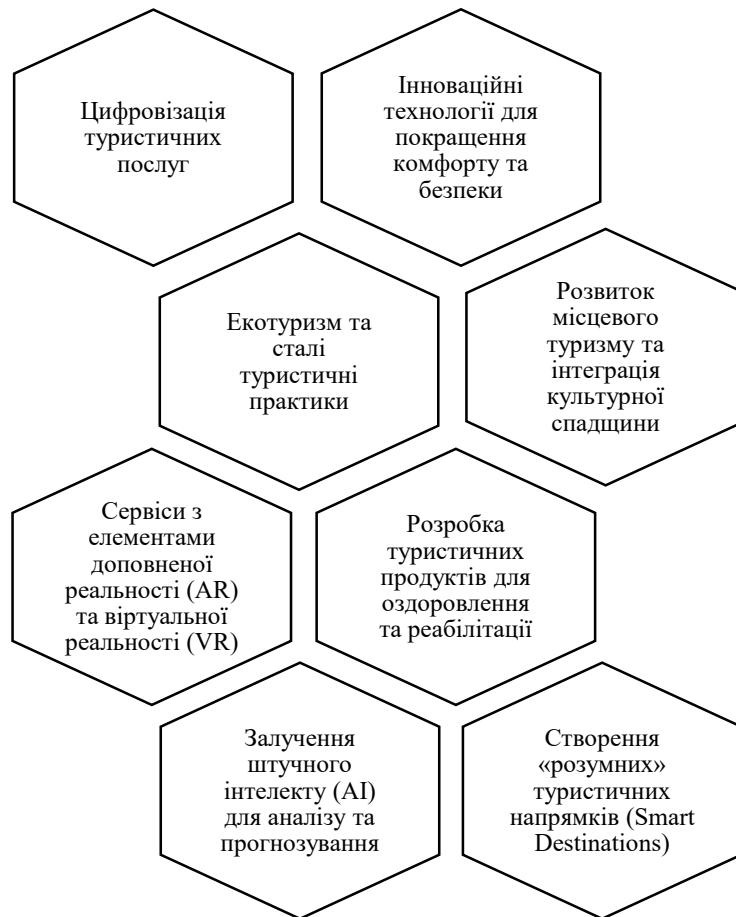 Цифровізація
туристичних
послуг
Інноваційні
технології для
покращення
комфорту та
безпеки
Екотуризм та
сталі
туристичні
практики
Розвиток
місцевого
туризму та
інтеграція
культурної
спадщини
Сервіси з
елементами
доповненої
реальності (AR)
та віртуальної
реальності (VR)
Розробка
туристичних
продуктів для
оздоровлення
та реабілітації
Залучення
штучного
інтелекту (AI)
для аналізу та
прогнозування
Створення
«розумних»
туристичних
напрямків (Smart
Destinations)